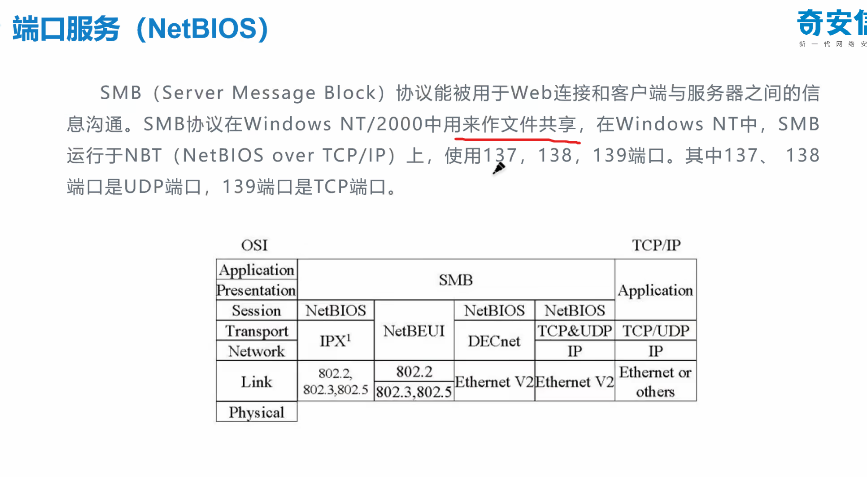 端口服务（NetBIOS）
奇安信
新一代网络安
SMB（Server Message Block）协议能被用于Web连接和客户端与服务器之间的信
息沟通。SMB协议在Windows NT/2000中用来作文件共享，在Windows NT中，SMB
运行于NBT（NetBIOS over TCP/IP）上，使用137，138，139端口。其中137、 138
端口是UDP端口，139端口是TCP端口。
OSI TCP/IP
Application
SMB
Presentation
Application
Session NetBIOS NetBIOS NetBIOS
Transport NetBEUI TCP&UDP TCP/UDP
IPX1 DECnet
Network IP IP
Link 802.2, 802.2 Ethernet V2 Ethernet V2 Ethernet or
802.3,802.5 802.3,802.5 others
Physical